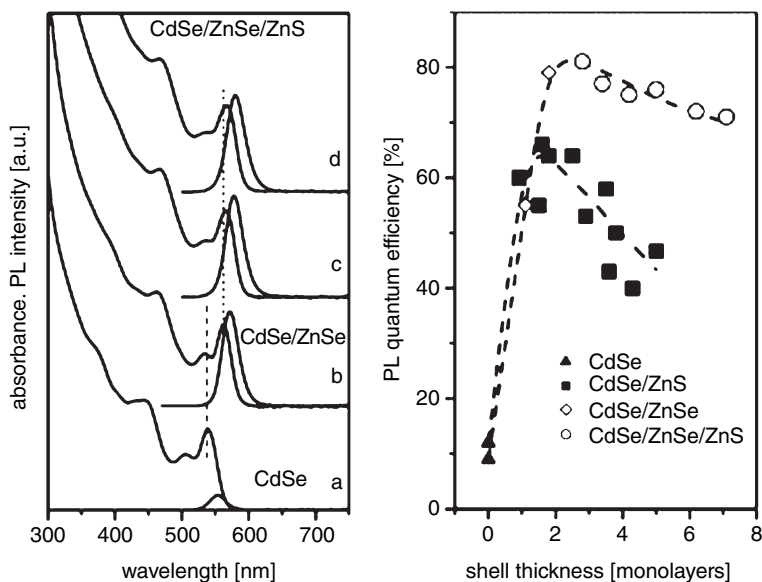 CdSe/ZnSe/ZnS
d
c
CdSe/ZnSe
b
CdSe
a
absorbance. PL intensity [a.u.]
300 400 500 600 700
wavelength [nm]
80
60
40
20
0
PL quantum efficiency [%]
CdSe
CdSe/ZnS
CdSe/ZnSe
CdSe/ZnSe/ZnS
0 2 4 6 8
shell thickness [monolayers]